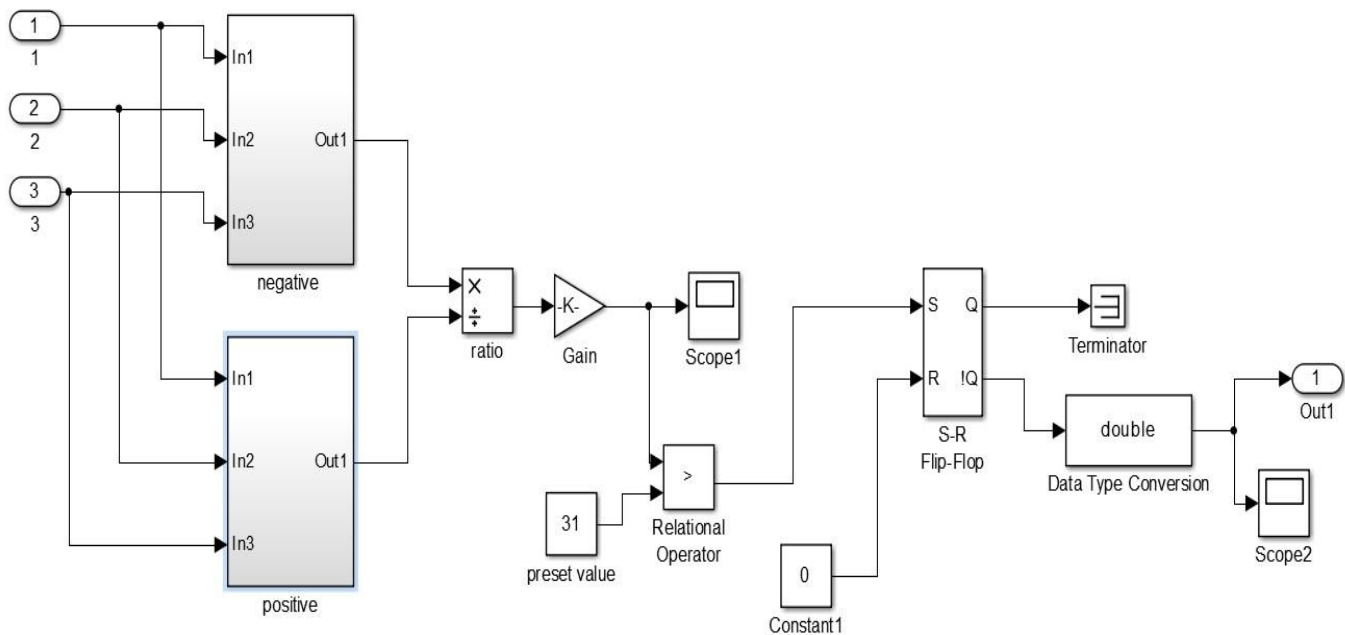 1
1
2
2
3
3
In1
In2
In3
Out1
negative
In1
In2
In3
Out1
positive
×
÷
ratio
-K-
Gain
Scope1
31
preset value
>
Relational
Operator
0
Constant1
S
R
Q
!Q
S-R
Flip-Flop
Terminator
double
Data Type Conversion
1
Out1
Scope2